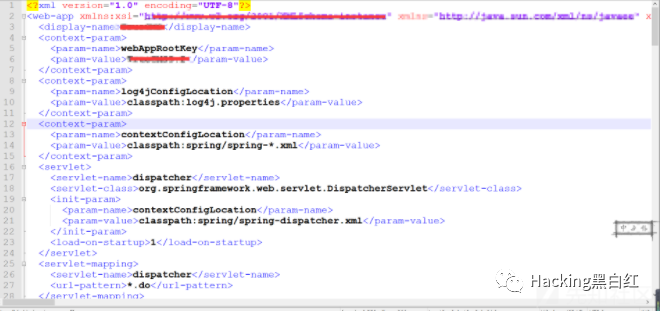 1 <?xml version="1.0" encoding="UTF-8"?>
2 <web-app xmlns:xsi=" xmlns="http://java.sun.com/xml/ns/javaee" x
3 <display-name></display-name>
4 <context-param>
5 <param-name>webAppRootKey</param-name>
6 <param-value></param-value>
7 </context-param>
8 <context-param>
9 <param-name>log4jConfigLocation</param-name>
10 <param-value>classpath:log4j.properties</param-value>
11 </context-param>
12 <context-param>
13 <param-name>contextConfigLocation</param-name>
14 <param-value>classpath:spring/spring-*.xml</param-value>
15 </context-param>
16 <servlet>
17 <servlet-name>dispatcher</servlet-name>
18 <servlet-class>org.springframework.web.servlet.DispatcherServlet</servlet-class>
19 <init-param>
20 <param-name>contextConfigLocation</param-name>
21 <param-value>classpath:spring/spring-dispatcher.xml</param-value>
22 </init-param>
23 <load-on-startup>1</load-on-startup>
24 </servlet>
25 <servlet-mapping>
26 <servlet-name>dispatcher</servlet-name>
27 <url-pattern>*.do</url-pattern>
28 </servlet-mapping>
Hacking黑白红